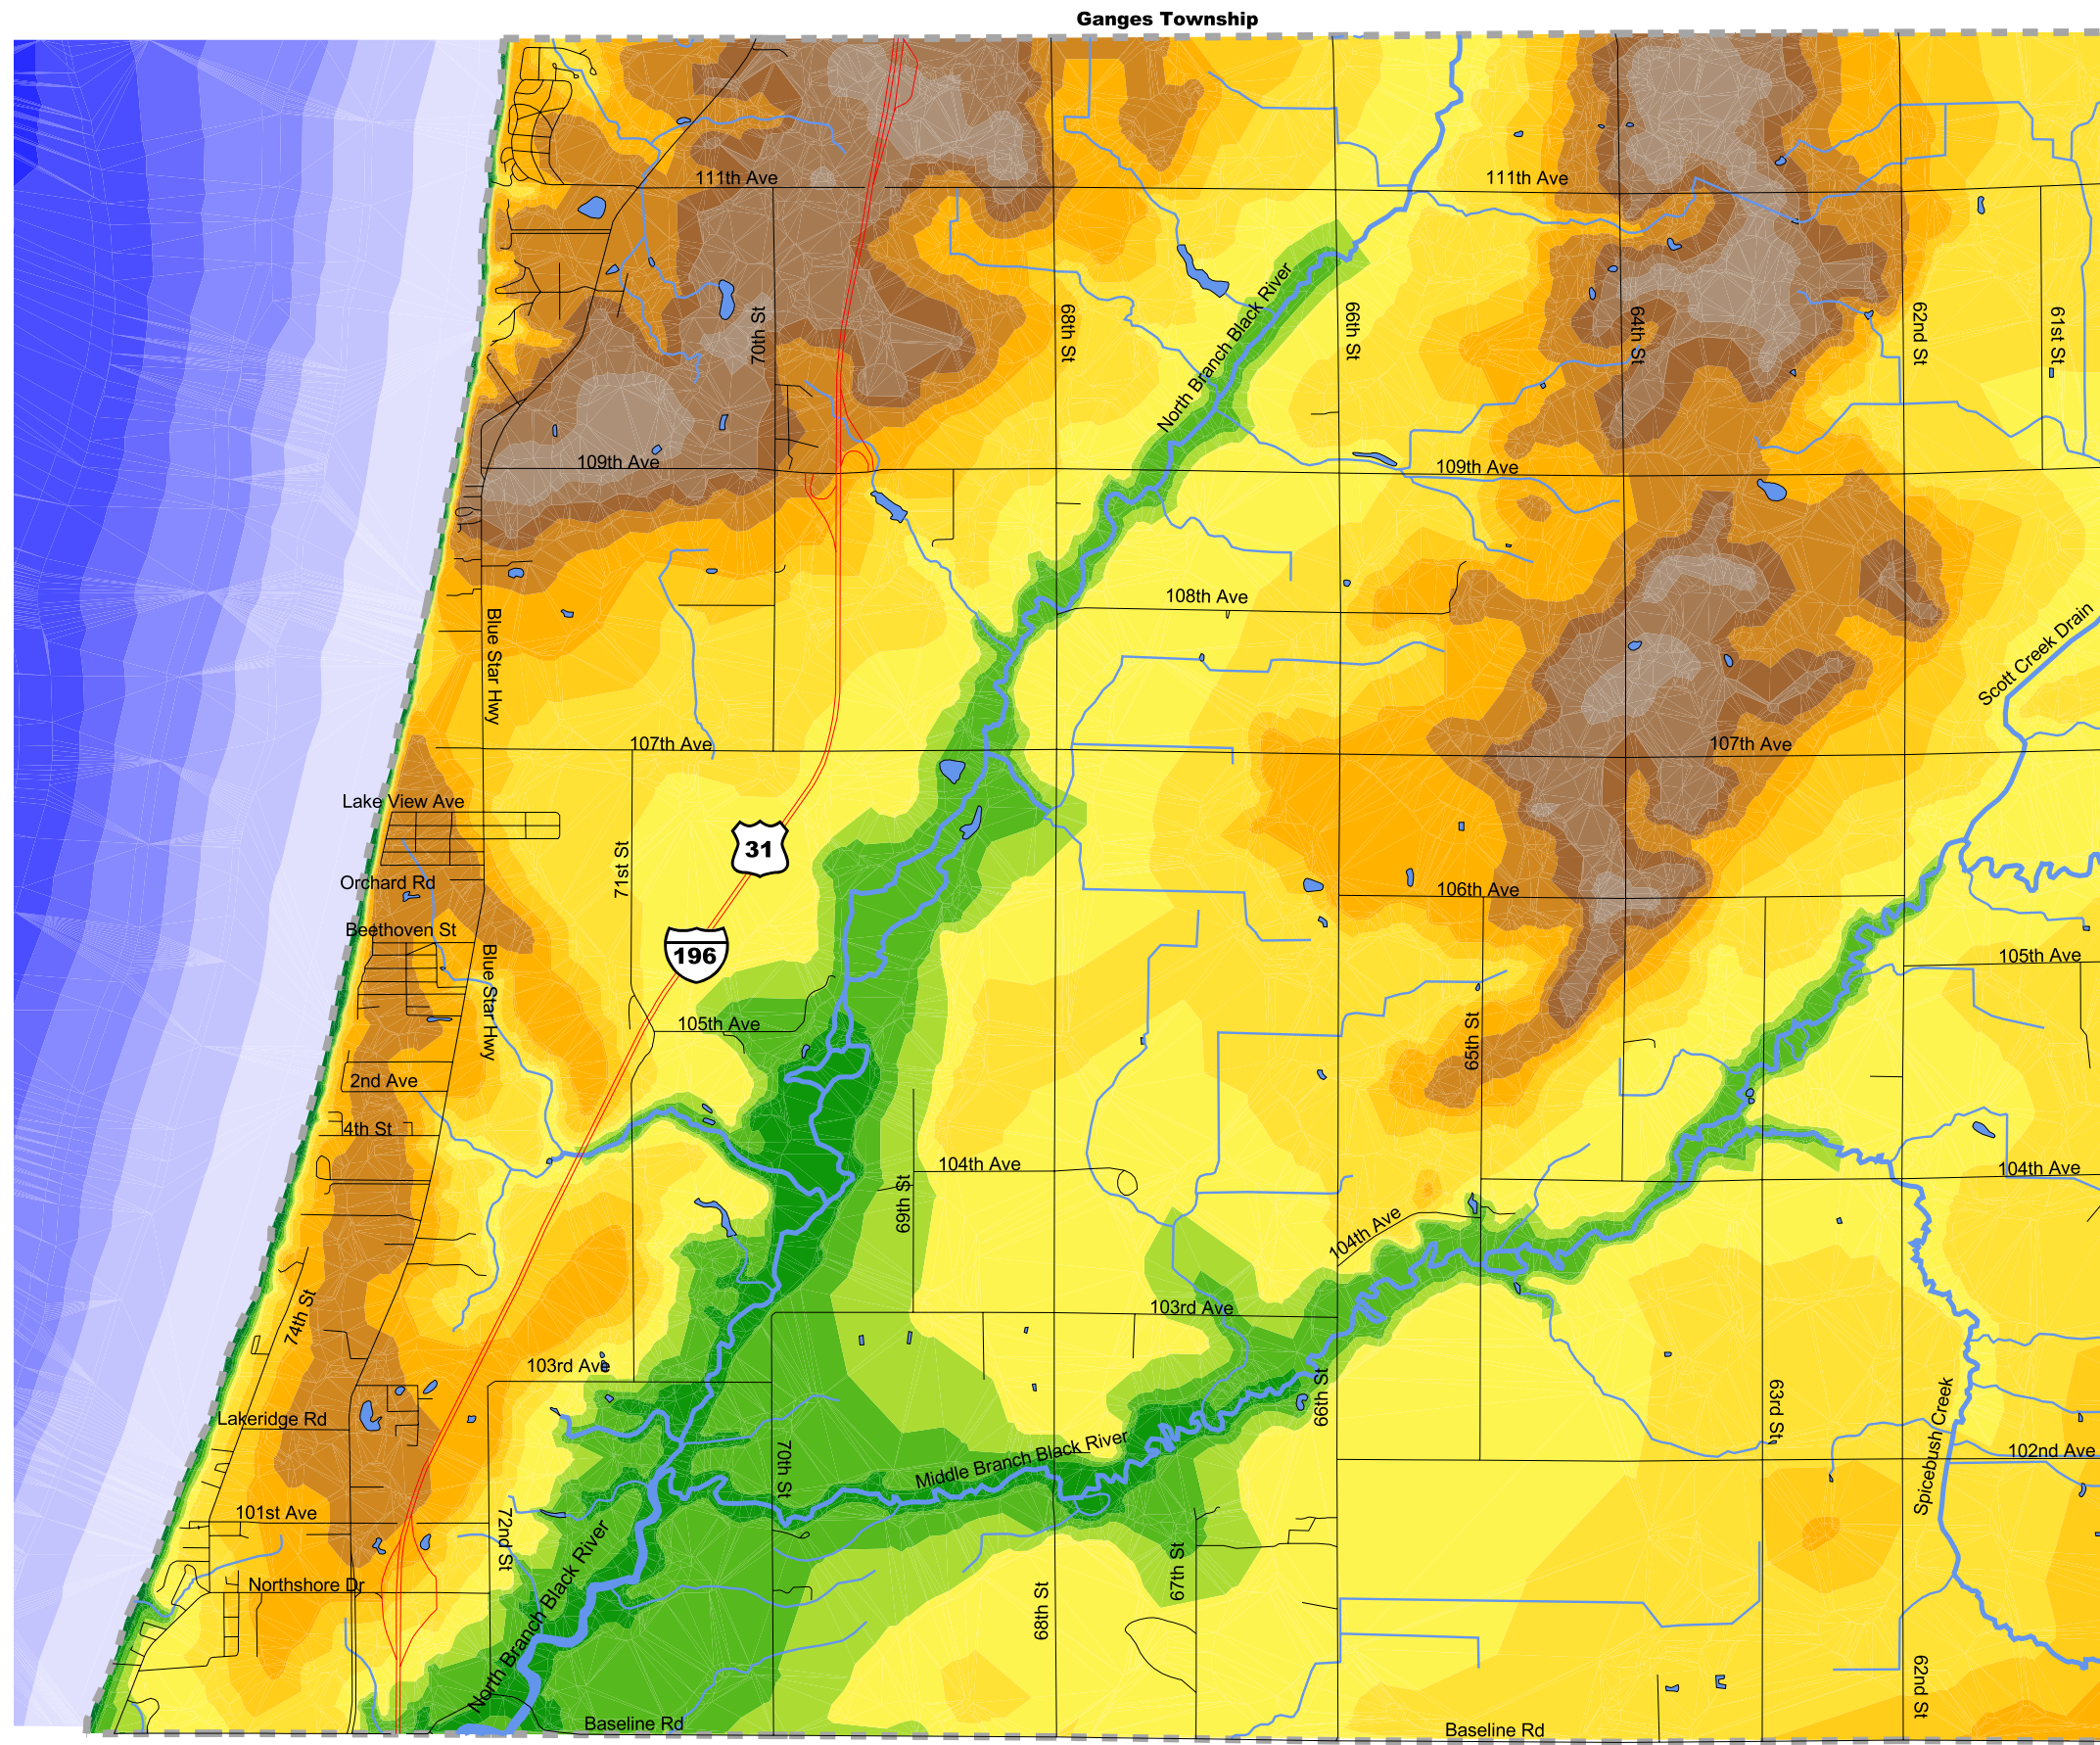 Ganges Township
111th Ave
111th Ave
North Branch Black River
70th St
68th St
66th St
64th St
62nd St
61st St
109th Ave
109th Ave
108th Ave
Blue Star Hwy
Scott Creek Drain
107th Ave
107th Ave
Lake View Ave
31
71st St
Orchard Rd
106th Ave
Beethoven St
Blue Star Hwy
196
105th Ave
105th Ave
65th St
2nd Ave
4th St
104th Ave
104th Ave
69th St
104th Ave
74th St
103rd Ave
103rd Ave
66th St
63rd St
Lakeridge Rd
Spicebush Creek
Middle Branch Black River
102nd Ave
70th St
101st Ave
72nd St
North Branch Black River
67th St
Northshore Dr
68th St
62nd St
Baseline Rd
Baseline Rd